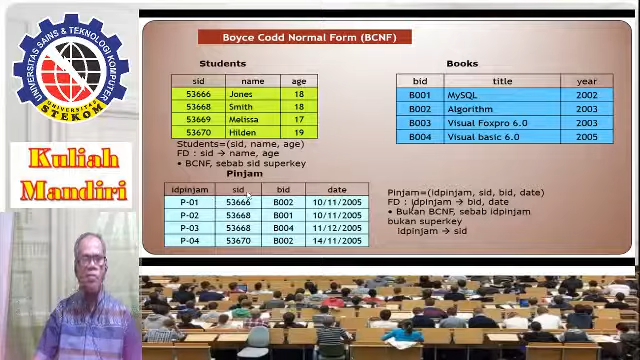 UNIVERSITAS SAINS & TEKNOLOGI KOMPUTER
UNIVERSITAS
STEKOM
Kuliah
Mandiri
Boyce Codd Normal Form (BCNF)
Students
sid name age
53666 Jones 18
53668 Smith 18
53669 Melissa 17
53670 Hilden 19
Students=(sid, name, age)
FD : sid → name, age
• BCNF, sebab sid superkey
Books
bid title year
B001 MySQL 2002
B002 Algorithm 2003
B003 Visual Foxpro 6.0 2003
B004 Visual basic 6.0 2005
Pinjam
idpinjam sid bid date
P-01 53666 B002 10/11/2005
P-02 53668 B001 10/11/2005
P-03 53668 B004 11/12/2005
P-04 53670 B002 14/11/2005
Pinjam=(idpinjam, sid, bid, date)
FD : idpinjam → bid, date
• Bukan BCNF, sebab idpinjam
bukan superkey
idpinjam → sid